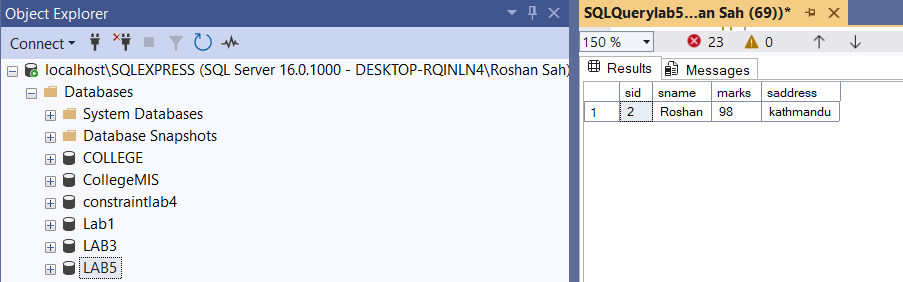 Object Explorer
Connect
localhost\SQLEXPRESS (SQL Server 16.0.1000 - DESKTOP-RQINLN4\Roshan Sah)
Databases
System Databases
Database Snapshots
COLLEGE
CollegeMIS
constraintlab4
Lab1
LAB3
LAB5
SQLQuerylab5...an Sah (69))*
150 %
23
0
Results
Messages
sid sname marks saddress
1 2 Roshan 98 kathmandu